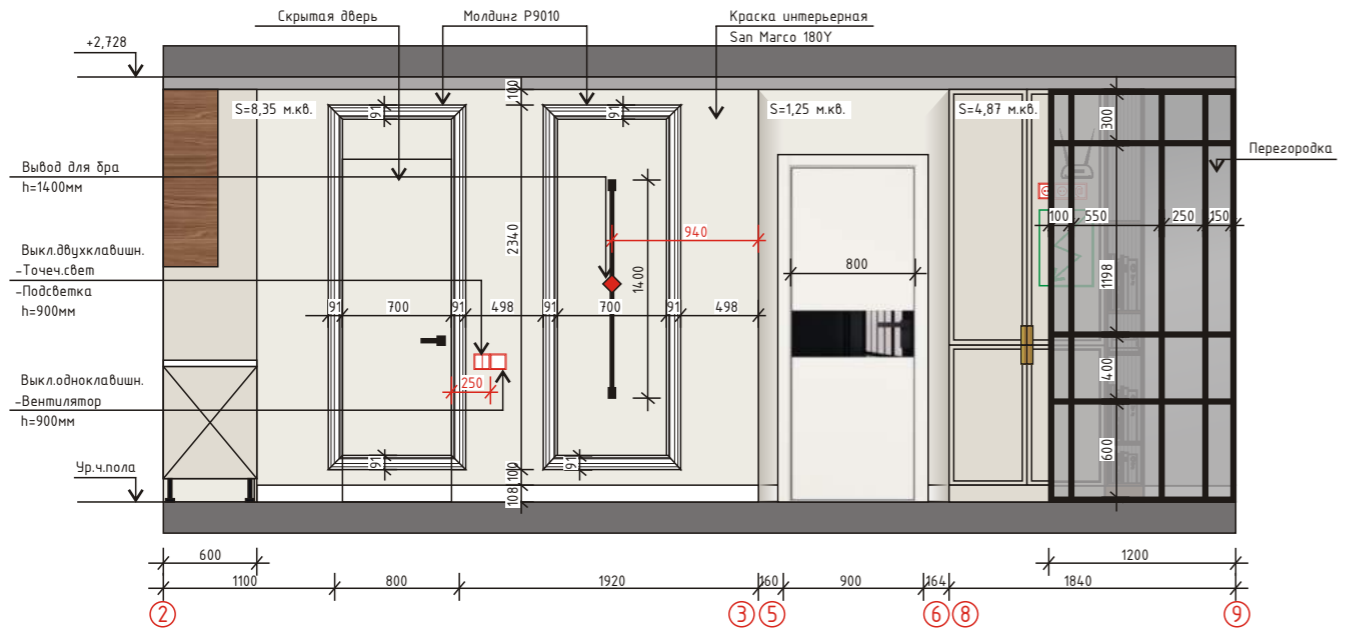 Скрытая дверь
Молдинг P9010
Краска интерьерная
San Marco 180Y
+2,728
S=8,35 м.кв.
S=1,25 м.кв.
S=4,87 м.кв.
100
91
91
300
Перегородка
Вывод для бра
h=1400мм
100
550
250
150
940
2340
1400
800
1198
Выкл.двухклавишн.
-Точеч.свет
-Подсветка
h=900мм
91
700
91
498
91
700
91
498
400
250
Выкл.одноклавишн.
-Вентилятор
h=900мм
600
Ур.ч.пола
91
91
100
108
600
1200
1100
800
1920
160
900
164
1840
2
3
5
6
8
9